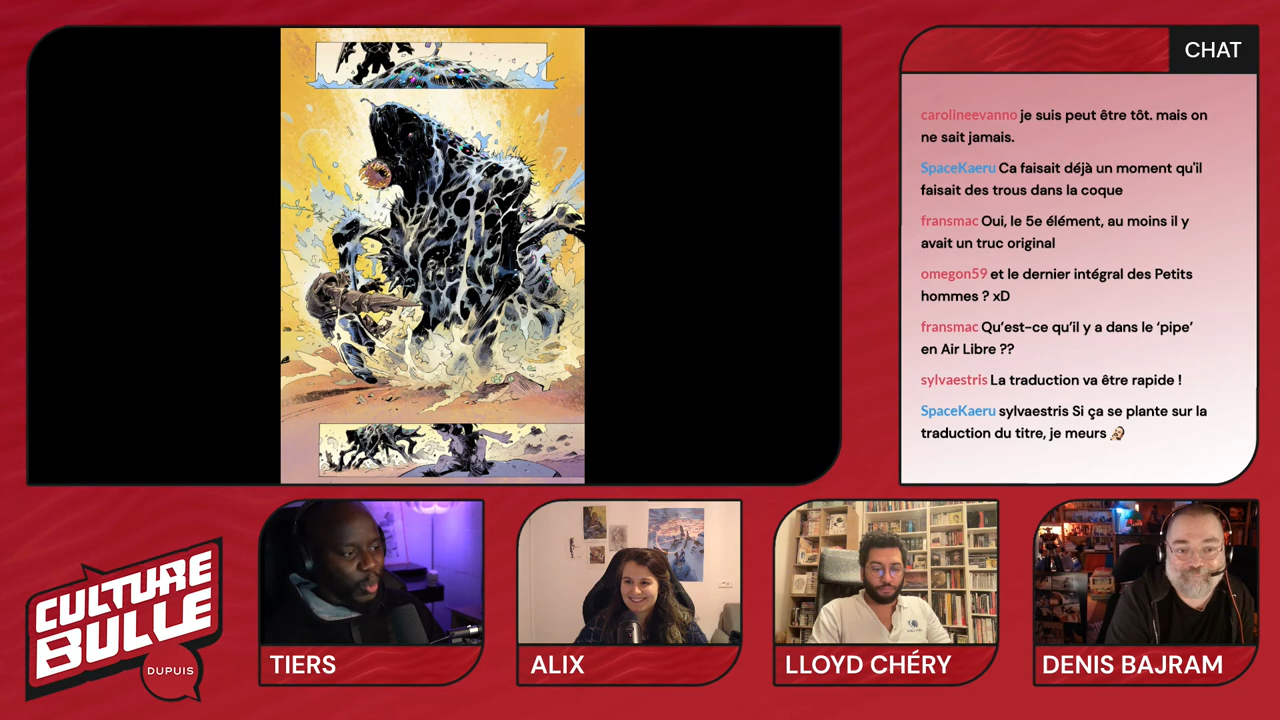 CHAT
carolineevanno je suis peut être tôt. mais on
ne sait jamais.
SpaceKaeru Ca faisait déjà un moment qu'il
faisait des trous dans la coque
fransmac Oui, le 5e élément, au moins il y
avait un truc original
omegon59 et le dernier intégral des Petits
hommes ? xD
fransmac Qu’est-ce qu’il y a dans le ‘pipe’
en Air Libre ??
sylvaestris La traduction va être rapide !
SpaceKaeru sylvaestris Si ça se plante sur la
traduction du titre, je meurs
CULTURE
BULLE
DUPUIS
TIERS
ALIX
LLOYD CHÉRY
DENIS BAJRAM